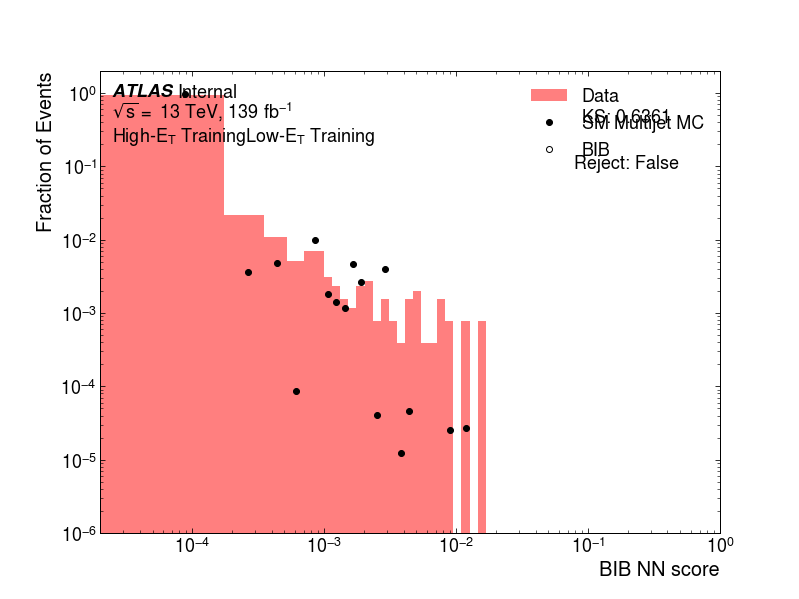 ATLAS Internal
√s = 13 TeV, 139 fb⁻¹
High-E_T TrainingLow-E_T Training
Data
KS: 0.6361
SM Multijet MC
BIB
Reject: False
Fraction of Events
10⁰
10⁻¹
10⁻²
10⁻³
10⁻⁴
10⁻⁵
10⁻⁶
10⁻⁴ 10⁻³ 10⁻² 10⁻¹ 10⁰
BIB NN score